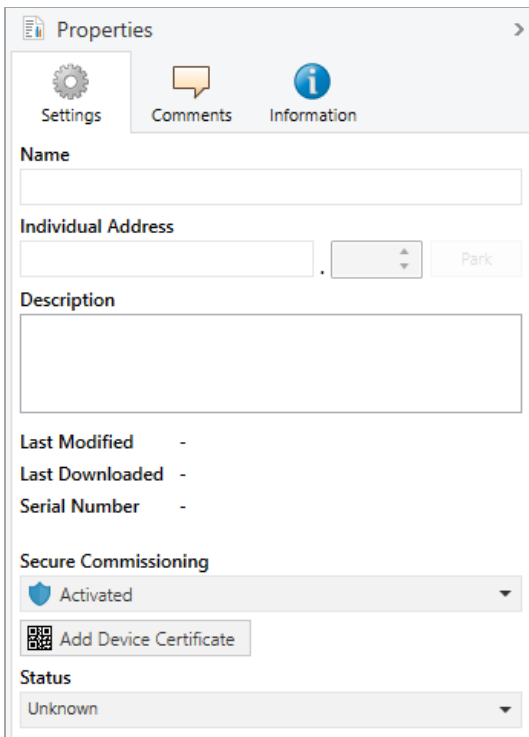 Properties
Settings
Comments
Information
Name
Individual Address
.
Park
Description
Last Modified -
Last Downloaded -
Serial Number -
Secure Commissioning
Activated
Add Device Certificate
Status
Unknown